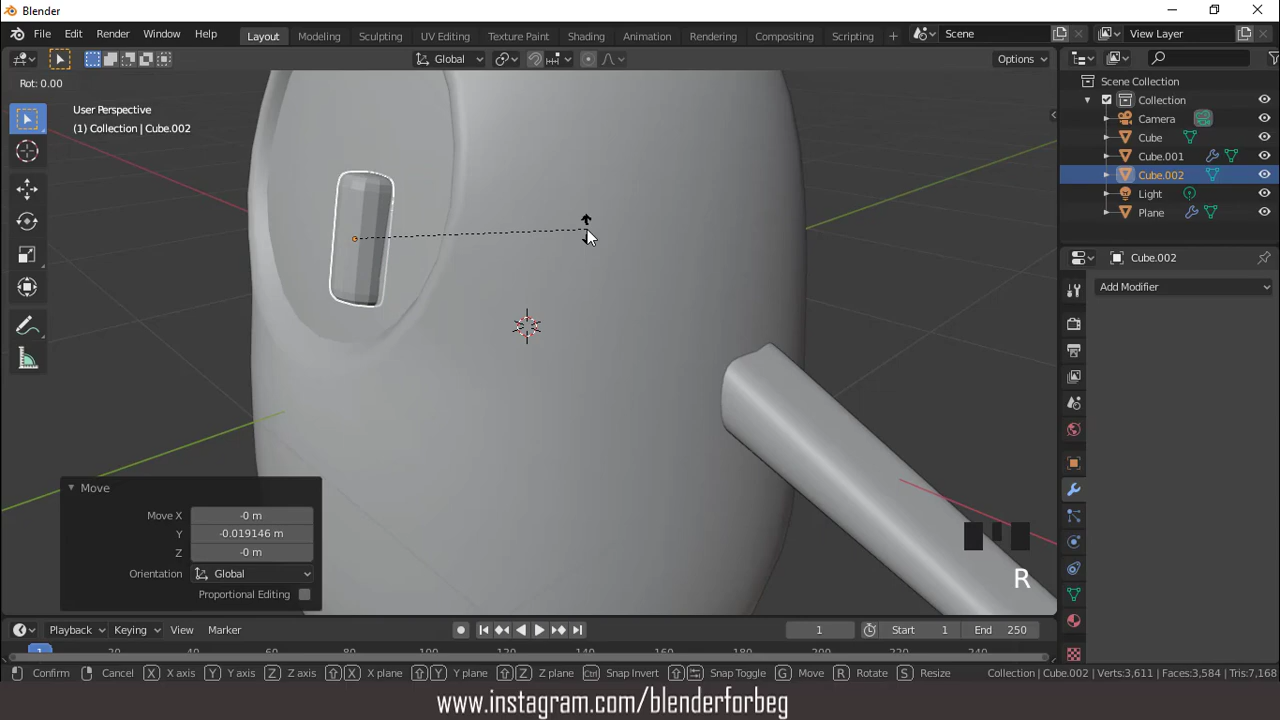 Blender
File Edit Render Window Help
Layout Modeling Sculpting UV Editing Texture Paint Shading Animation Rendering Compositing Scripting + Scene View Layer
Global Options
Rot: 0.00
User Perspective
(1) Collection | Cube.002
Scene Collection
Collection
Camera
Cube
Cube.001
Cube.002
Light
Plane
Cube.002
Add Modifier
Move
Move X -0 m
Y -0.019146 m
Z -0 m
Orientation Global
Proportional Editing
R
Playback Keying View Marker 1 Start 1 End 250
Confirm Cancel X X axis Y Y axis Z Z axis X X plane Y Y plane Z Z plane Ctrl Snap Invert Snap Toggle G Move R Rotate S Resize Collection | Cube.002 | Verts:3,611 | Faces:3,584 | Tris:7,168
www.instagram.com/blenderforbeg